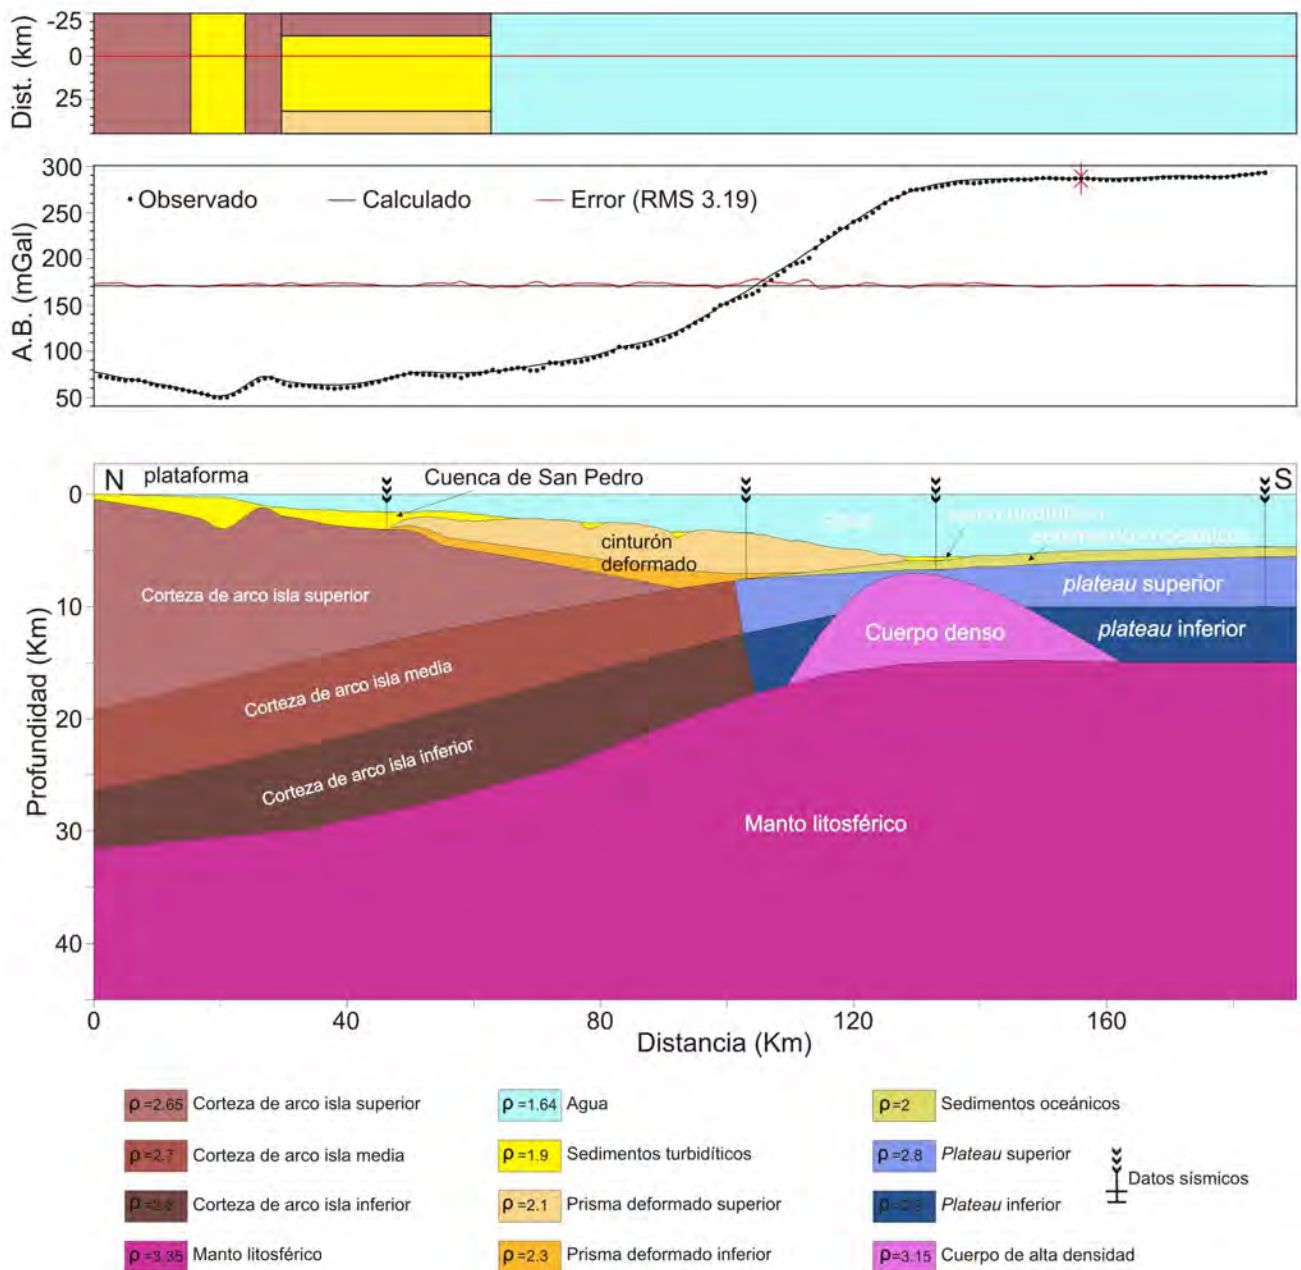 -25
0
25
Dist. (km)
300
250
200
150
100
50
A.B. (mGal)
Observado
Calculado
Error (RMS 3.19)
N
plataforma
Cuenca de San Pedro
S
0
10
20
30
40
Profundidad (Km)
cinturón
deformado
Corteza de arco isla superior
Corteza de arco isla media
Corteza de arco isla inferior
plateau superior
plateau inferior
Cuerpo denso
Manto litosférico
0
40
80
120
160
Distancia (Km)
ρ=2.65 Corteza de arco isla superior
ρ=1.64 Agua
ρ=2 Sedimentos oceánicos
ρ=2.7 Corteza de arco isla media
ρ=1.9 Sedimentos turbidíticos
ρ=2.8 Plateau superior
Corteza de arco isla inferior
ρ=2.1 Prisma deformado superior
Plateau inferior
ρ=3.35 Manto litosférico
ρ=2.3 Prisma deformado inferior
ρ=3.15 Cuerpo de alta densidad
Datos sísmicos